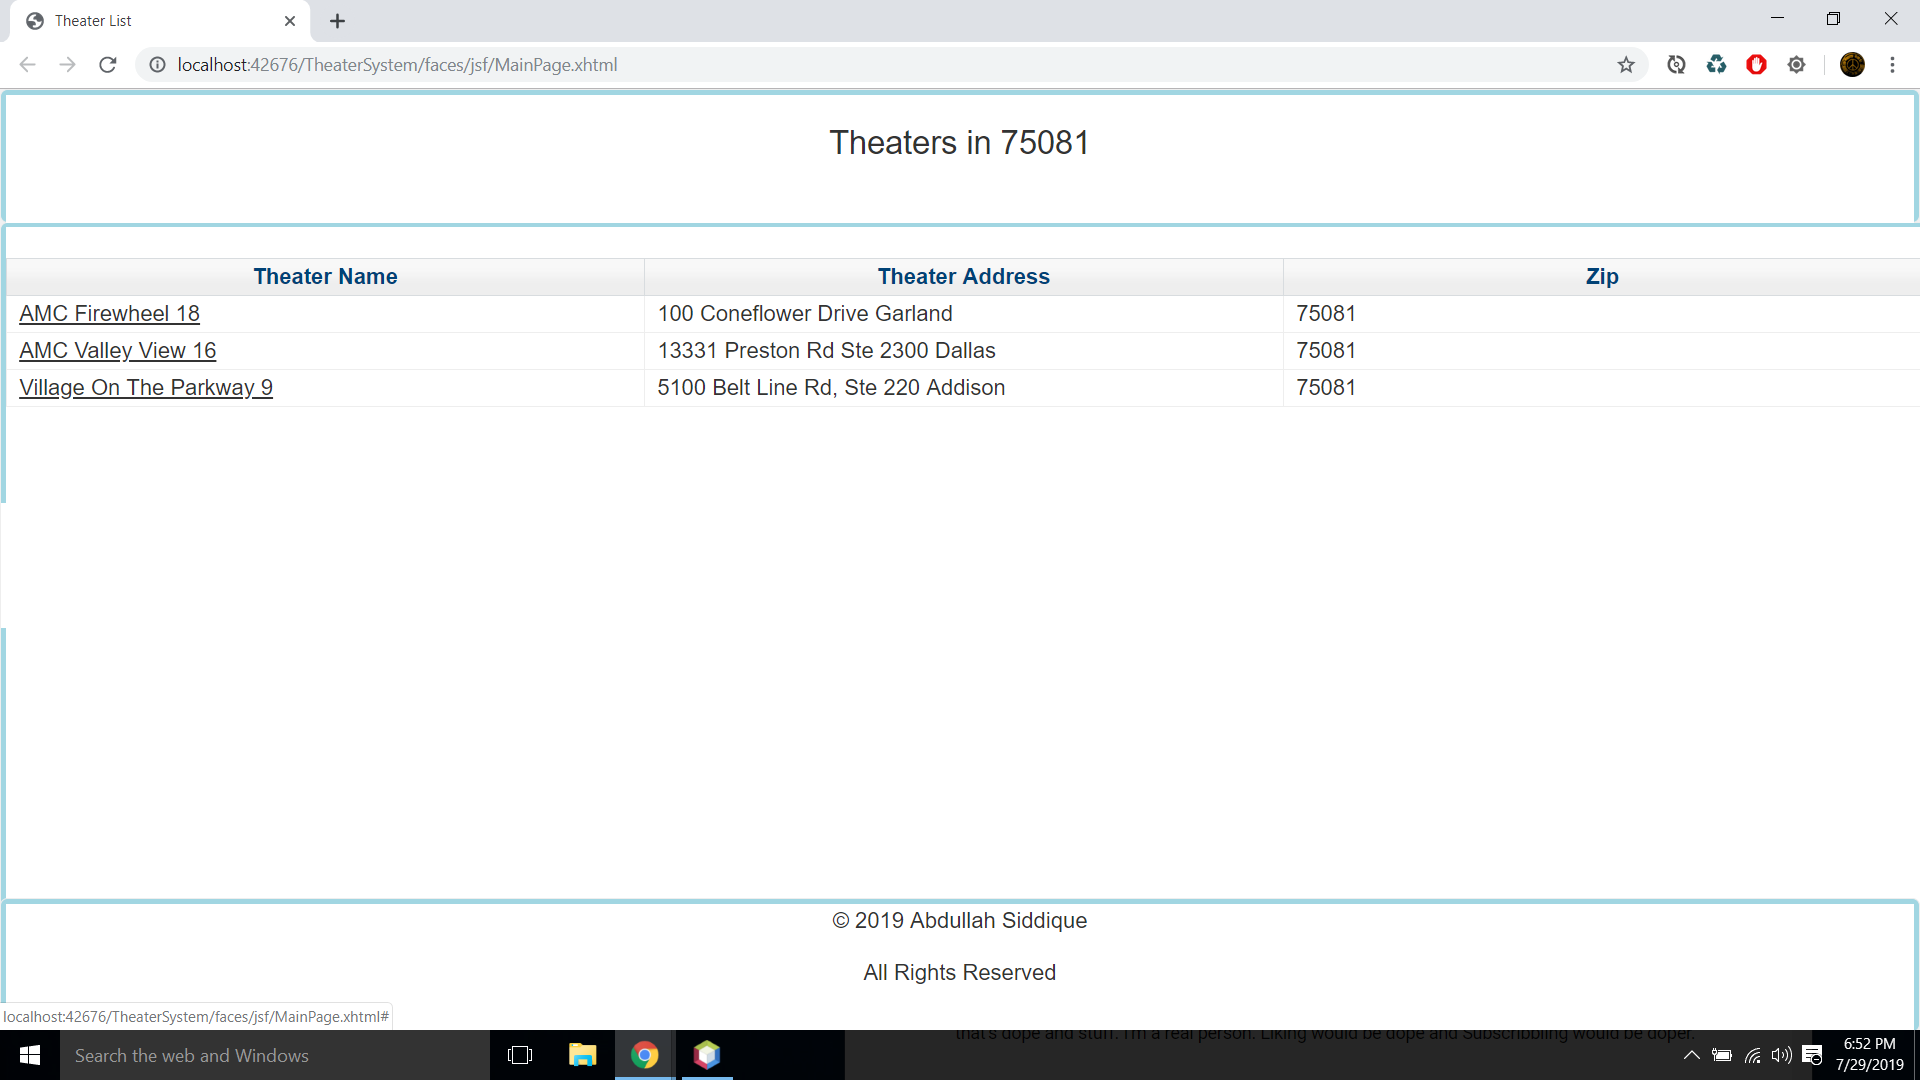 Theater List
localhost:42676/TheaterSystem/faces/jsf/MainPage.xhtml
Theaters in 75081
Theater Name Theater Address Zip
AMC Firewheel 18 100 Coneflower Drive Garland 75081
AMC Valley View 16 13331 Preston Rd Ste 2300 Dallas 75081
Village On The Parkway 9 5100 Belt Line Rd, Ste 220 Addison 75081
© 2019 Abdullah Siddique
All Rights Reserved
localhost:42676/TheaterSystem/faces/jsf/MainPage.xhtml#
that's dope and stuff. I'm a real person. Liking would be dope and Subscribbling would be doper.
Search the web and Windows
6:52 PM
7/29/2019